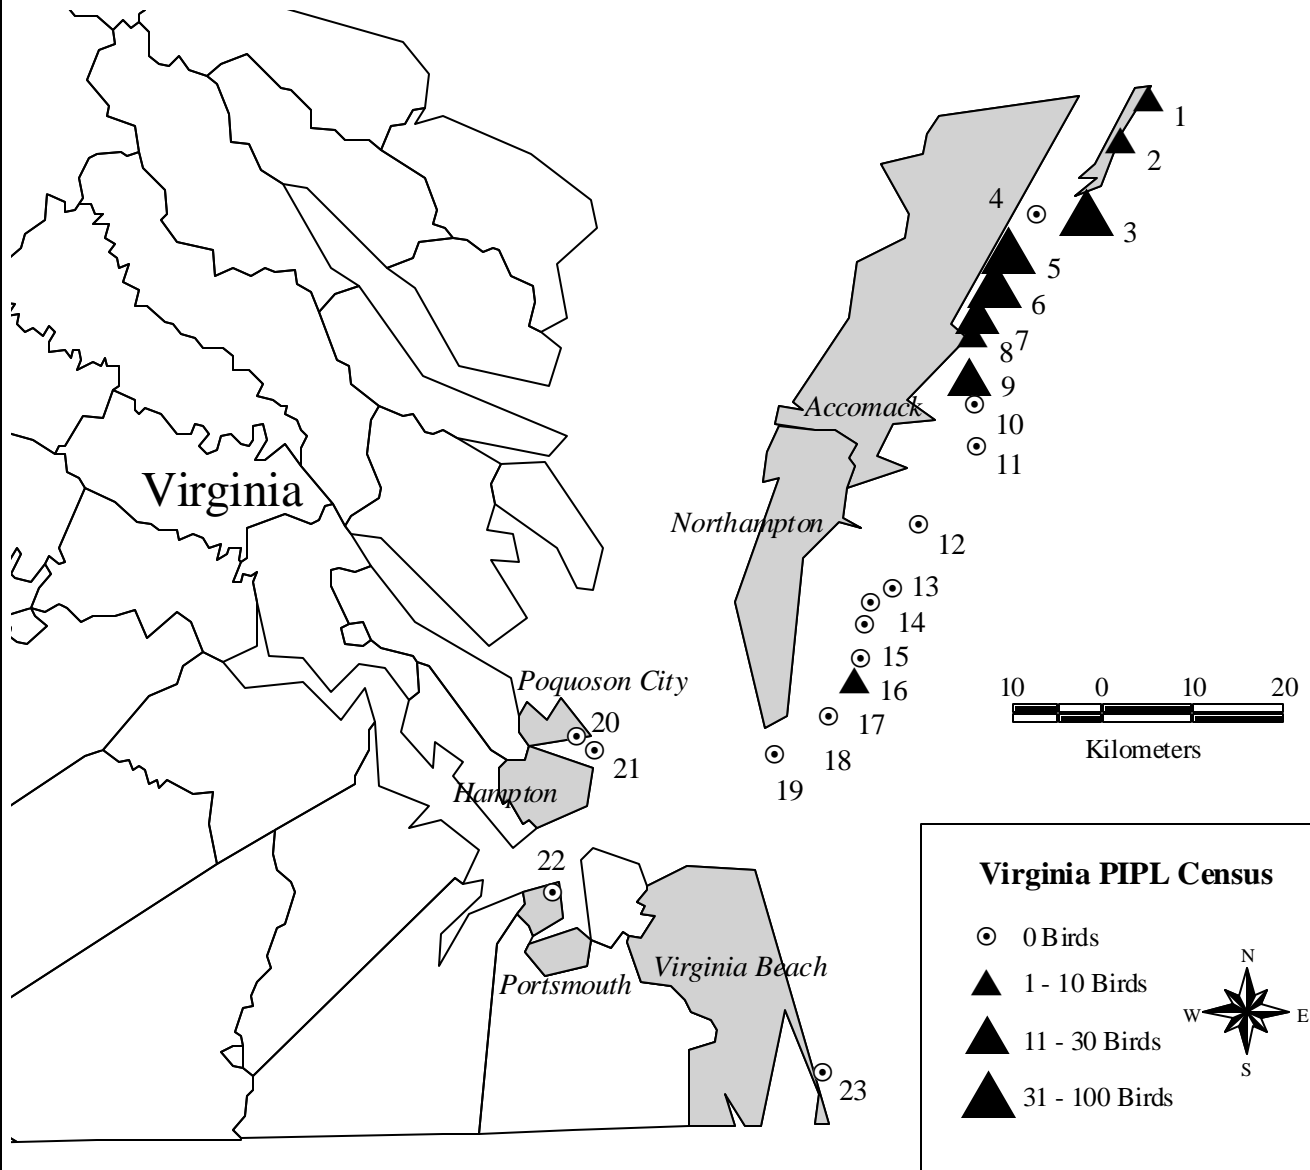 1
2
4
3
5
6
7
8
9
Accomack
10
11
Virginia
Northampton
12
13
14
15
Poquoson City
16
10 0 10 20
20
17
Kilometers
21
18
Hampton
19
22
Virginia PIPL Census
0 Birds
1 - 10 Birds
11 - 30 Birds
31 - 100 Birds
N
W E
S
Virginia Beach
Portsmouth
23